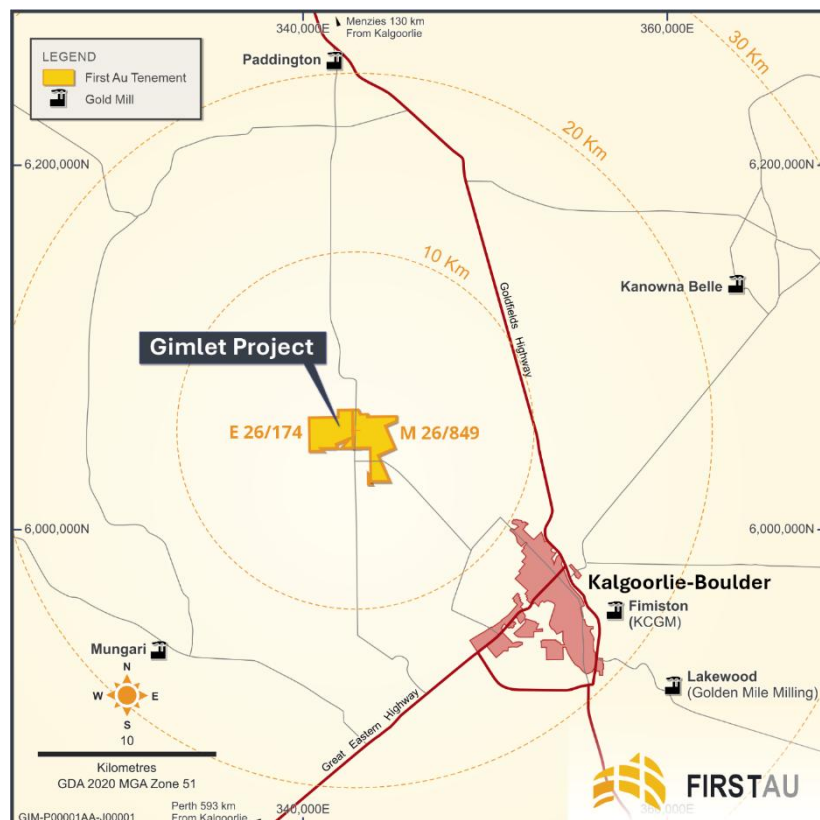 340,000E
Menzies 130 km
From Kalgoorlie
360,000E
30 Km
LEGEND
First Au Tenement
Gold Mill
Paddington
20 Km
6,200,000N
6,200,000N
10 Km
Goldfields Highway
Kanowna Belle
Gimlet Project
E 26/174
M 26/849
6,000,000N
6,000,000N
Kalgoorlie-Boulder
Fimiston
(KCGM)
Mungari
N
W
E
S
Lakewood
(Golden Mile Milling)
10
Kilometres
GDA 2020 MGA Zone 51
Great Eastern Highway
FIRSTAU
GIM-P00001AA-J00001
Perth 593 km
From Kalgoorlie
340,000E
360,000E